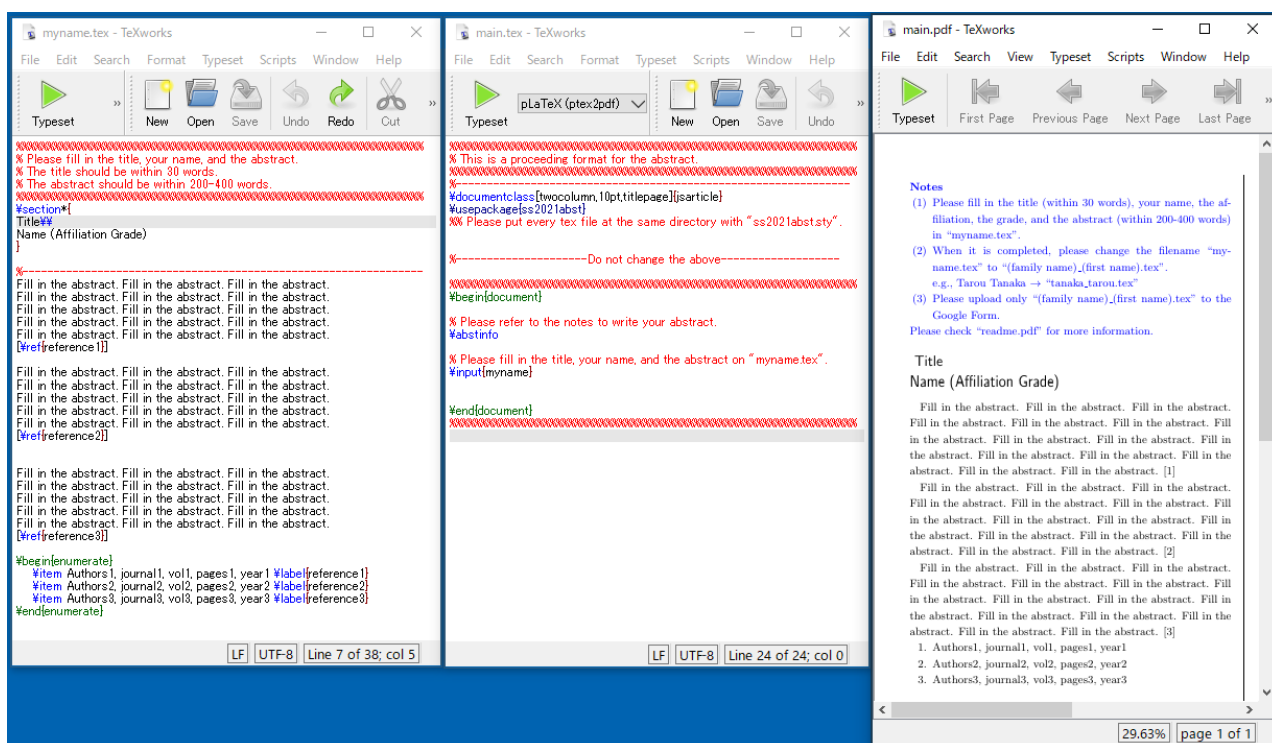 myname.tex - TeXworks
File Edit Search Format Typeset Scripts Window Help
Typeset » New Open Save Undo Redo Cut »
%%%%%%%%%%%%%%%%%%%%%%%%%%%%%%%%%%%%%%%%
% Please fill in the title, your name, and the abstract.
% The title should be within 30 words.
% The abstract should be within 200-400 words.
%%%%%%%%%%%%%%%%%%%%%%%%%%%%%%%%%%%%%%%%
¥section*{
Title¥¥
Name (Affiliation Grade)
}
%----------------------------------------------------
Fill in the abstract. Fill in the abstract. Fill in the abstract.
Fill in the abstract. Fill in the abstract. Fill in the abstract.
Fill in the abstract. Fill in the abstract. Fill in the abstract.
Fill in the abstract. Fill in the abstract. Fill in the abstract.
Fill in the abstract. Fill in the abstract. Fill in the abstract.
[¥ref{reference1}]
Fill in the abstract. Fill in the abstract. Fill in the abstract.
Fill in the abstract. Fill in the abstract. Fill in the abstract.
Fill in the abstract. Fill in the abstract. Fill in the abstract.
Fill in the abstract. Fill in the abstract. Fill in the abstract.
Fill in the abstract. Fill in the abstract. Fill in the abstract.
[¥ref{reference2}]
Fill in the abstract. Fill in the abstract. Fill in the abstract.
Fill in the abstract. Fill in the abstract. Fill in the abstract.
Fill in the abstract. Fill in the abstract. Fill in the abstract.
Fill in the abstract. Fill in the abstract. Fill in the abstract.
Fill in the abstract. Fill in the abstract. Fill in the abstract.
[¥ref{reference3}]
¥begin{enumerate}
¥item Authors1, journal1, vol1, pages1, year1 ¥label{reference1}
¥item Authors2, journal2, vol2, pages2, year2 ¥label{reference2}
¥item Authors3, journal3, vol3, pages3, year3 ¥label{reference3}
¥end{enumerate}
LF UTF-8 Line 7 of 38; col 5
main.tex - TeXworks
File Edit Search Format Typeset Scripts Window Help
Typeset pLaTeX (ptex2pdf) New Open Save Undo »
%%%%%%%%%%%%%%%%%%%%%%%%%%%%%%%%%%%%%%%%
% This is a proceeding format for the abstract.
%%%%%%%%%%%%%%%%%%%%%%%%%%%%%%%%%%%%%%%%
%---------------------------------------------------
¥documentclass[twocolumn,10pt,titlepage]{jsarticle}
¥usepackage{ss2021abst}
%% Please put every tex file at the same directory with "ss2021abst.sty".
%----------------------Do not change the above--------------------
%%%%%%%%%%%%%%%%%%%%%%%%%%%%%%%%%%%%%%%%
¥begin{document}
% Please refer to the notes to write your abstract.
¥abstinfo
% Please fill in the title, your name, and the abstract on "myname.tex".
¥input{myname}
¥end{document}
%%%%%%%%%%%%%%%%%%%%%%%%%%%%%%%%%%%%%%%%
LF UTF-8 Line 24 of 24; col 0
main.pdf - TeXworks
File Edit Search View Typeset Scripts Window Help
Typeset First Page Previous Page Next Page Last Page »
Notes
(1) Please fill in the title (within 30 words), your name, the af-
filiation, the grade, and the abstract (within 200-400 words)
in “myname.tex”.
(2) When it is completed, please change the filename “my-
name.tex” to “(family name)_(first name).tex”.
e.g., Tarou Tanaka → “tanaka_tarou.tex”
(3) Please upload only “(family name)_(first name).tex” to the
Google Form.
Please check “readme.pdf” for more information.
Title
Name (Affiliation Grade)
Fill in the abstract. Fill in the abstract. Fill in the abstract.
Fill in the abstract. Fill in the abstract. Fill in the abstract. Fill
in the abstract. Fill in the abstract. Fill in the abstract. Fill in
the abstract. Fill in the abstract. Fill in the abstract. Fill in the
abstract. Fill in the abstract. Fill in the abstract. [1]
Fill in the abstract. Fill in the abstract. Fill in the abstract.
Fill in the abstract. Fill in the abstract. Fill in the abstract. Fill
in the abstract. Fill in the abstract. Fill in the abstract. Fill in
the abstract. Fill in the abstract. Fill in the abstract. Fill in the
abstract. Fill in the abstract. Fill in the abstract. [2]
Fill in the abstract. Fill in the abstract. Fill in the abstract.
Fill in the abstract. Fill in the abstract. Fill in the abstract. Fill
in the abstract. Fill in the abstract. Fill in the abstract. Fill in
the abstract. Fill in the abstract. Fill in the abstract. Fill in the
abstract. Fill in the abstract. Fill in the abstract. [3]
1. Authors1, journal1, vol1, pages1, year1
2. Authors2, journal2, vol2, pages2, year2
3. Authors3, journal3, vol3, pages3, year3
29.63% page 1 of 1